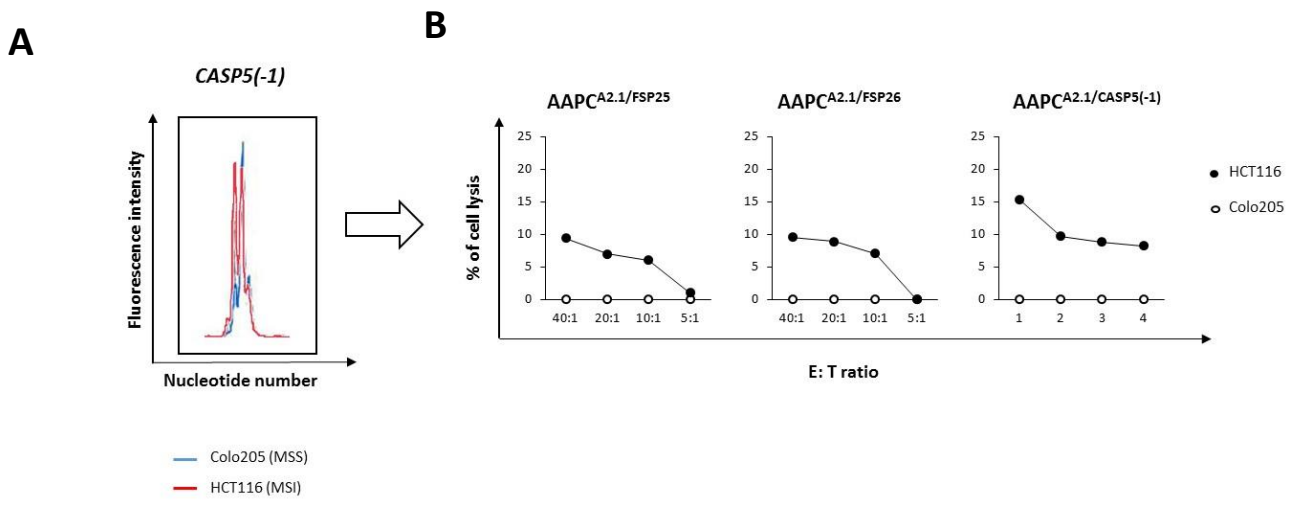 A
CASP5(-1)
Fluorescence intensity
Nucleotide number
Colo205 (MSS)
HCT116 (MSI)
B
AAPCA2.1/FSP25
AAPCA2.1/FSP26
AAPCA2.1/CASP5(-1)
% of cell lysis
25
20
15
10
5
0
40:1 20:1 10:1 5:1
25
20
15
10
5
0
40:1 20:1 10:1 5:1
25
20
15
10
5
0
1 2 3 4
E: T ratio
HCT116
Colo205